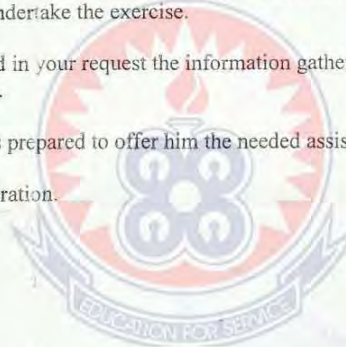 ndertake the exercise.
d in your request the information gathe
s prepared to offer him the needed assis
ration.
EDUCATION FOR SERVICE